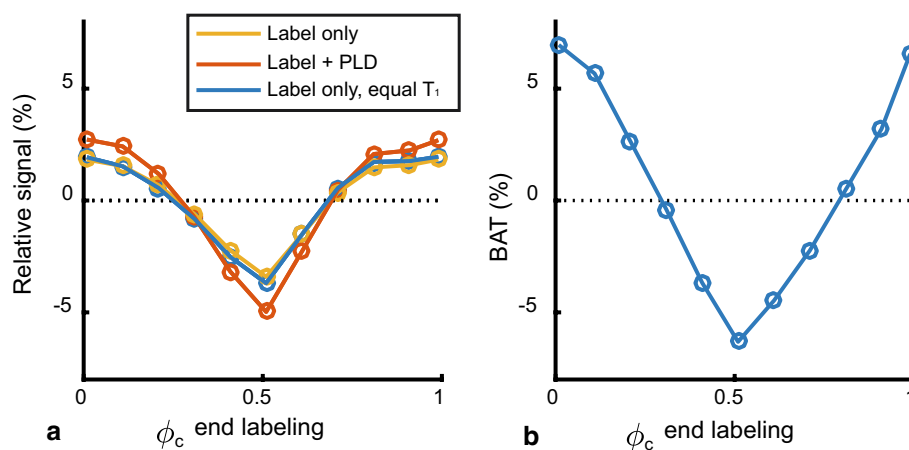 Label only
Label + PLD
Label only, equal T₁
Relative signal (%)
5
0
-5
0
0.5
1
ϕc end labeling
a
BAT (%)
5
0
-5
0
0.5
1
ϕc end labeling
b